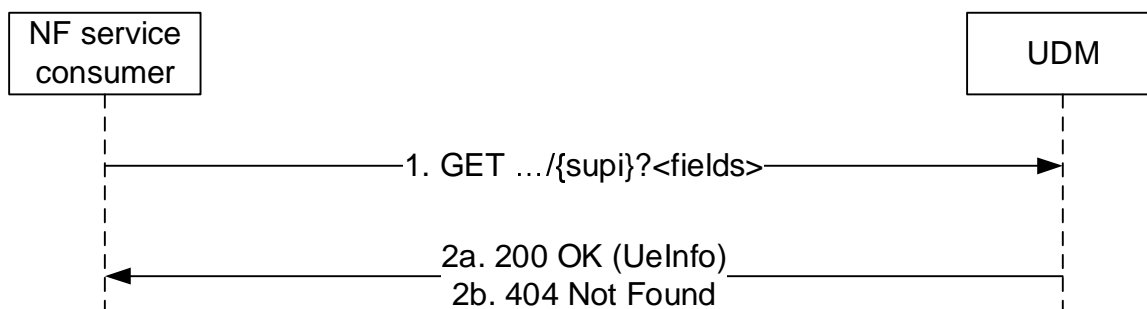 NF service
consumer
UDM
1. GET …/{supi}?<fields>
2a. 200 OK (UeInfo)
2b. 404 Not Found